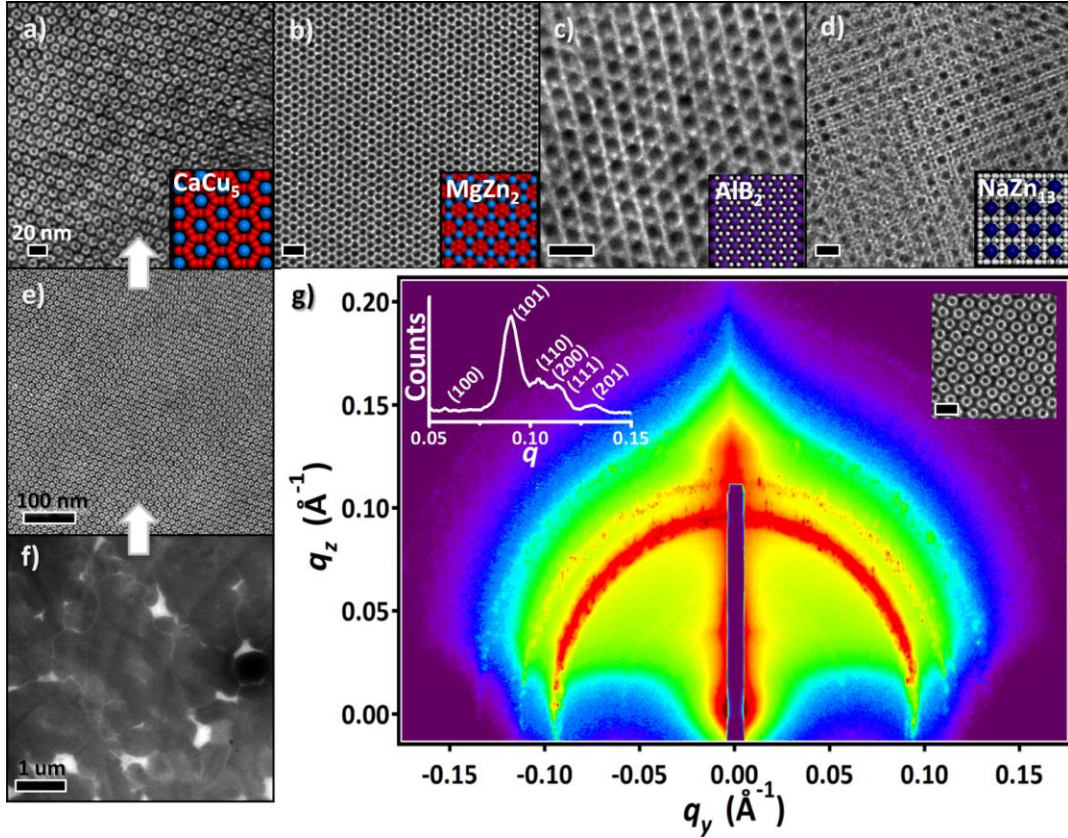 a)
CaCu5
20 nm
b)
MgZn2
c)
AlB2
d)
NaZn13
e)
100 nm
f)
1 um
g)
0.20
0.15
0.10
0.05
0.00
qz (Å-1)
Counts
(100)
(101)
(110)
(200)
(111)
(201)
0.05 0.10 0.15
q
-0.15 -0.10 -0.05 0.00 0.05 0.10 0.15
qy (Å-1)